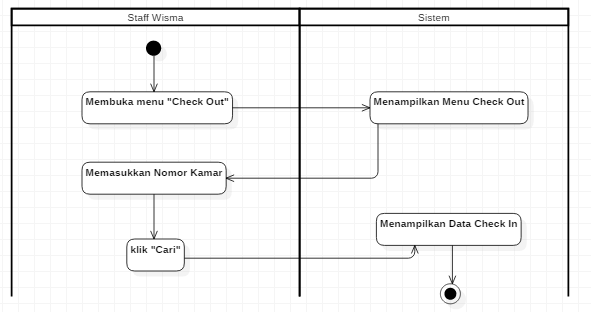 Staff Wisma
Sistem
Membuka menu "Check Out"
Menampilkan Menu Check Out
Memasukkan Nomor Kamar
Menampilkan Data Check In
klik "Cari"